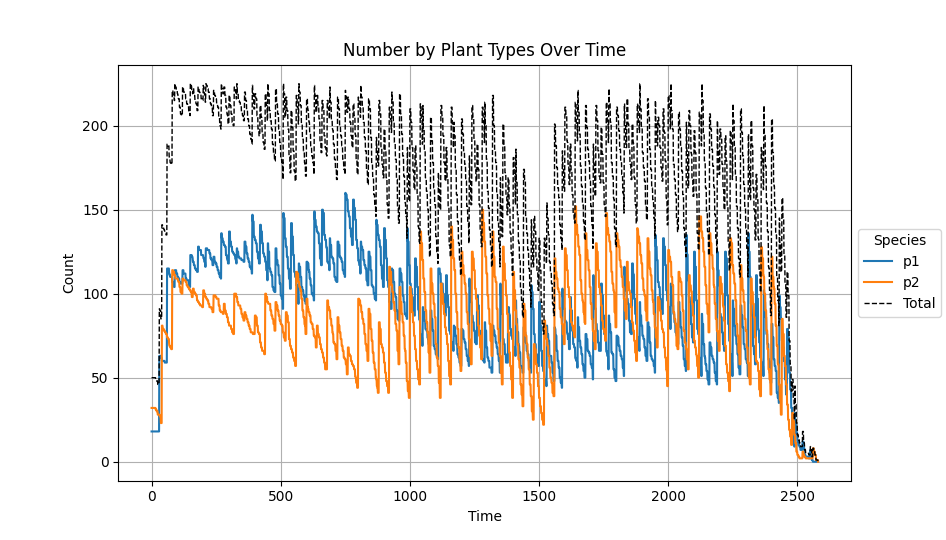 Number by Plant Types Over Time
Count
200
150
100
50
0
0 500 1000 1500 2000 2500
Time
Species
p1
p2
Total